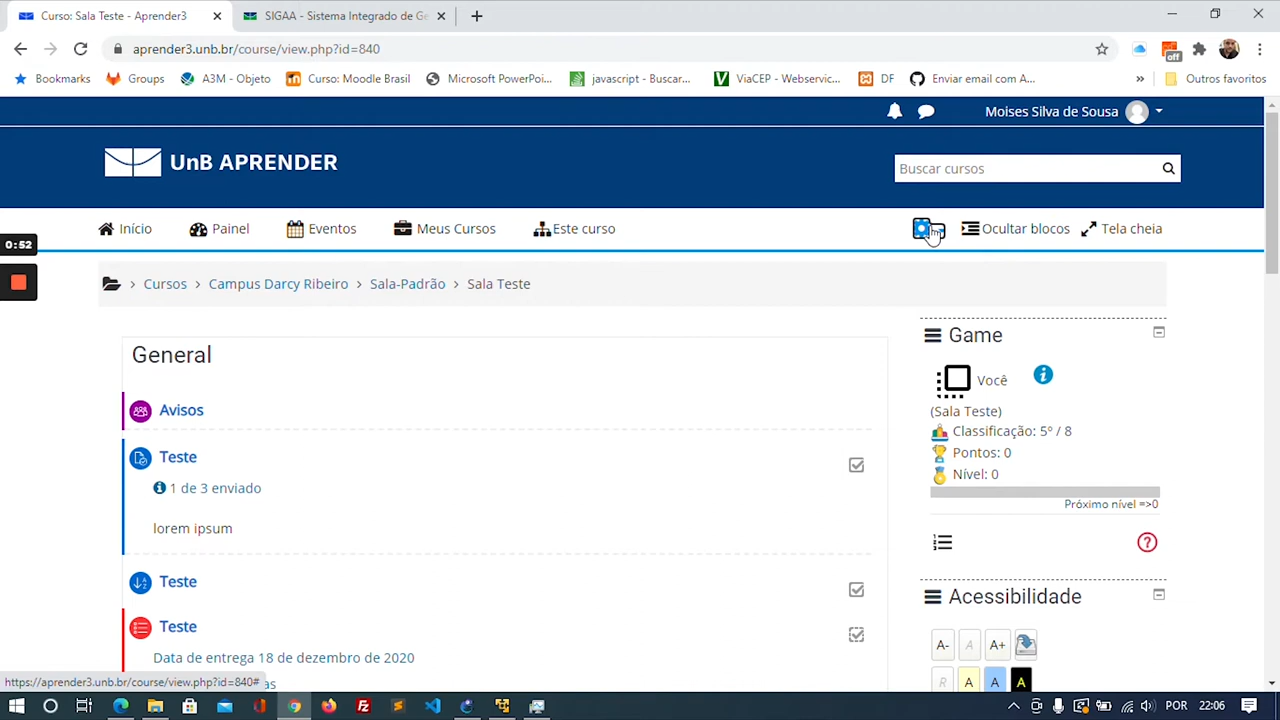 Curso: Sala Teste - Aprender3
SIGAA - Sistema Integrado de Ge
aprender3.unb.br/course/view.php?id=840
Bookmarks
Groups
A3M - Objeto
Curso: Moodle Brasil
Microsoft PowerPoi...
javascript - Buscar...
ViaCEP - Webservic...
DF
Enviar email com A...
»
Outros favoritos
off
Moises Silva de Sousa
UnB APRENDER
Buscar cursos
Início
Painel
Eventos
Meus Cursos
Este curso
Ocultar blocos
Tela cheia
0:52
Cursos > Campus Darcy Ribeiro > Sala-Padrão > Sala Teste
General
Avisos
Teste
1 de 3 enviado
lorem ipsum
Teste
Teste
Data de entrega 18 de dezembro de 2020
as
Game
Você
(Sala Teste)
Classificação: 5º / 8
Pontos: 0
Nível: 0
Próximo nível =>0
Acessibilidade
A- A A+
R A A A
https://aprender3.unb.br/course/view.php?id=840#
POR
22:06